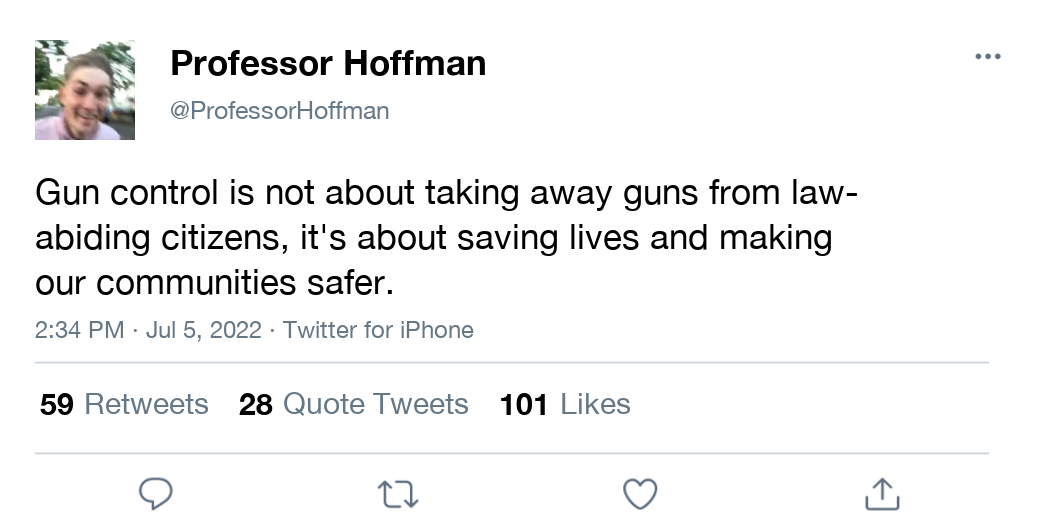 Professor Hoffman
@ProfessorHoffman
Gun control is not about taking away guns from law-
abiding citizens, it's about saving lives and making
our communities safer.
2:34 PM · Jul 5, 2022 · Twitter for iPhone
59 Retweets 28 Quote Tweets 101 Likes